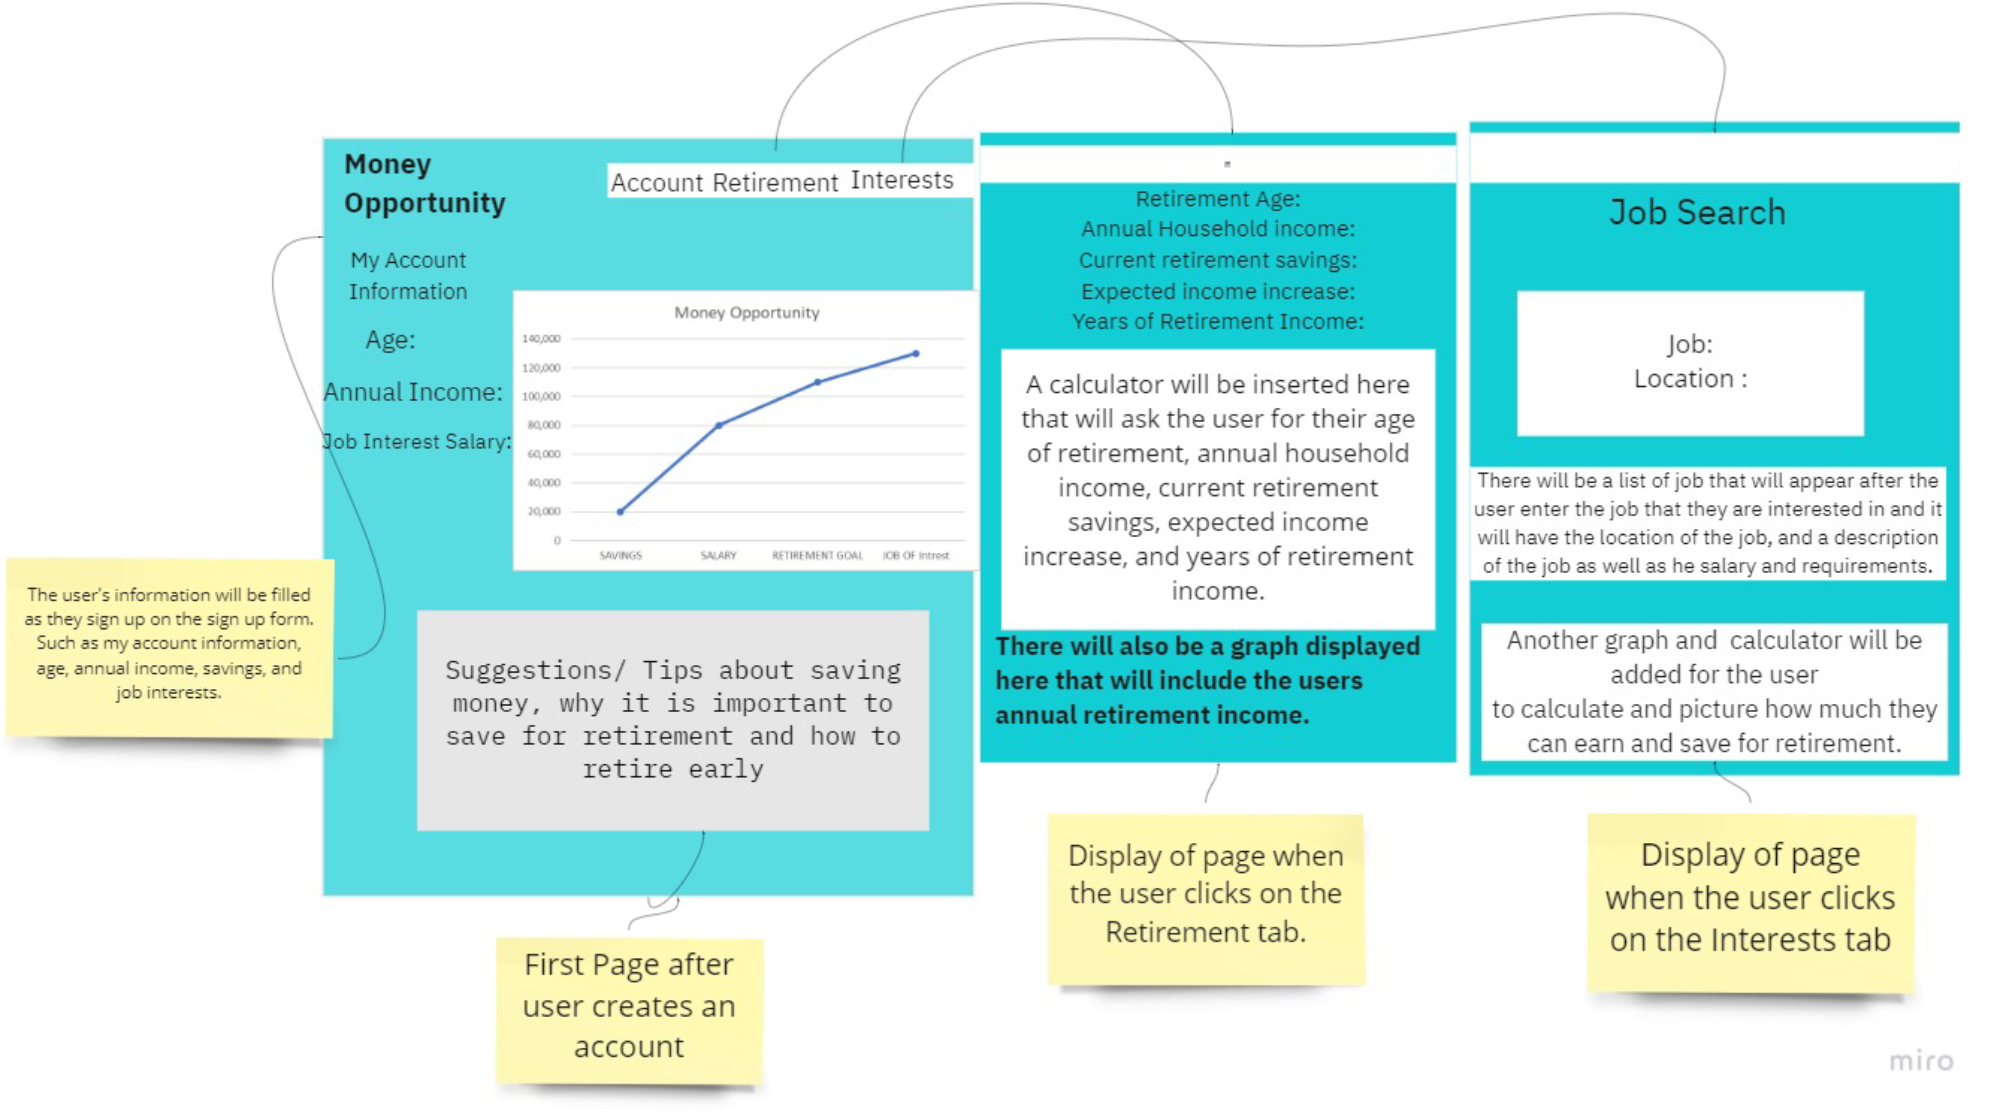 Money
Opportunity
Account Retirement Interests
My Account
Information
Age:
Annual Income:
Job Interest Salary:
Money Opportunity
140,000
120,000
100,000
80,000
60,000
40,000
20,000
0
SAVINGS SALARY RETIREMENT GOAL JOB OF Intrest
Suggestions/ Tips about saving
money, why it is important to
save for retirement and how to
retire early
The user's information will be filled
as they sign up on the sign up form.
Such as my account information,
age, annual income, savings, and
job interests.
First Page after
user creates an
account
Retirement Age:
Annual Household income:
Current retirement savings:
Expected income increase:
Years of Retirement Income:
A calculator will be inserted here
that will ask the user for their age
of retirement, annual household
income, current retirement
savings, expected income
increase, and years of retirement
income.
There will also be a graph displayed
here that will include the users
annual retirement income.
Display of page when
the user clicks on the
Retirement tab.
Job Search
Job:
Location :
There will be a list of job that will appear after the
user enter the job that they are interested in and it
will have the location of the job, and a description
of the job as well as he salary and requirements.
Another graph and calculator will be
added for the user
to calculate and picture how much they
can earn and save for retirement.
Display of page
when the user clicks
on the Interests tab
miro